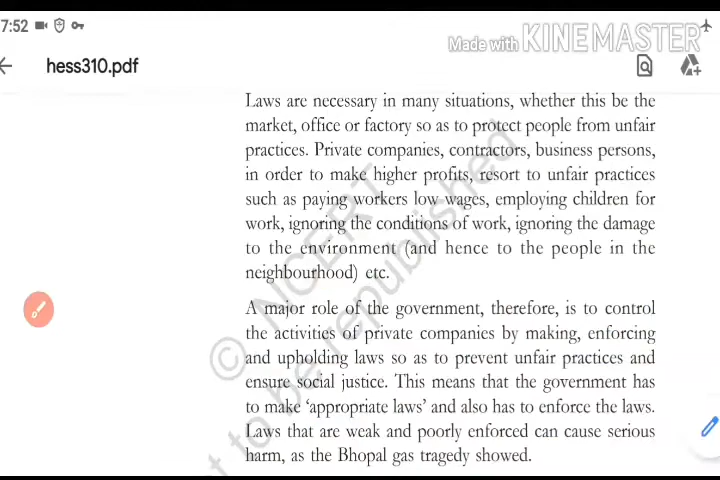 7:52
Made with KINEMASTER
hess310.pdf
Laws are necessary in many situations, whether this be the
market, office or factory so as to protect people from unfair
practices. Private companies, contractors, business persons,
in order to make higher profits, resort to unfair practices
such as paying workers low wages, employing children for
work, ignoring the conditions of work, ignoring the damage
to the environment (and hence to the people in the
neighbourhood) etc.
A major role of the government, therefore, is to control
the activities of private companies by making, enforcing
and upholding laws so as to prevent unfair practices and
ensure social justice. This means that the government has
to make ‘appropriate laws’ and also has to enforce the laws.
Laws that are weak and poorly enforced can cause serious
harm, as the Bhopal gas tragedy showed.
© NCERT
not to be republished